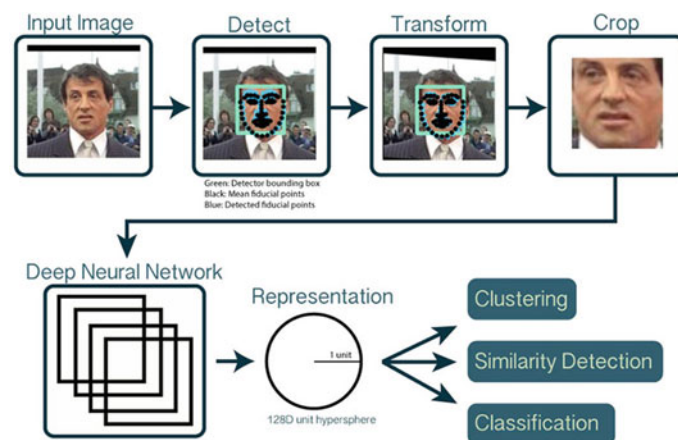 Input Image
Detect
Transform
Crop
Green: Detector bounding box
Black: Mean fiducial points
Blue: Detected fiducial points
Deep Neural Network
Representation
1 unit
128D unit hypersphere
Clustering
Similarity Detection
Classification